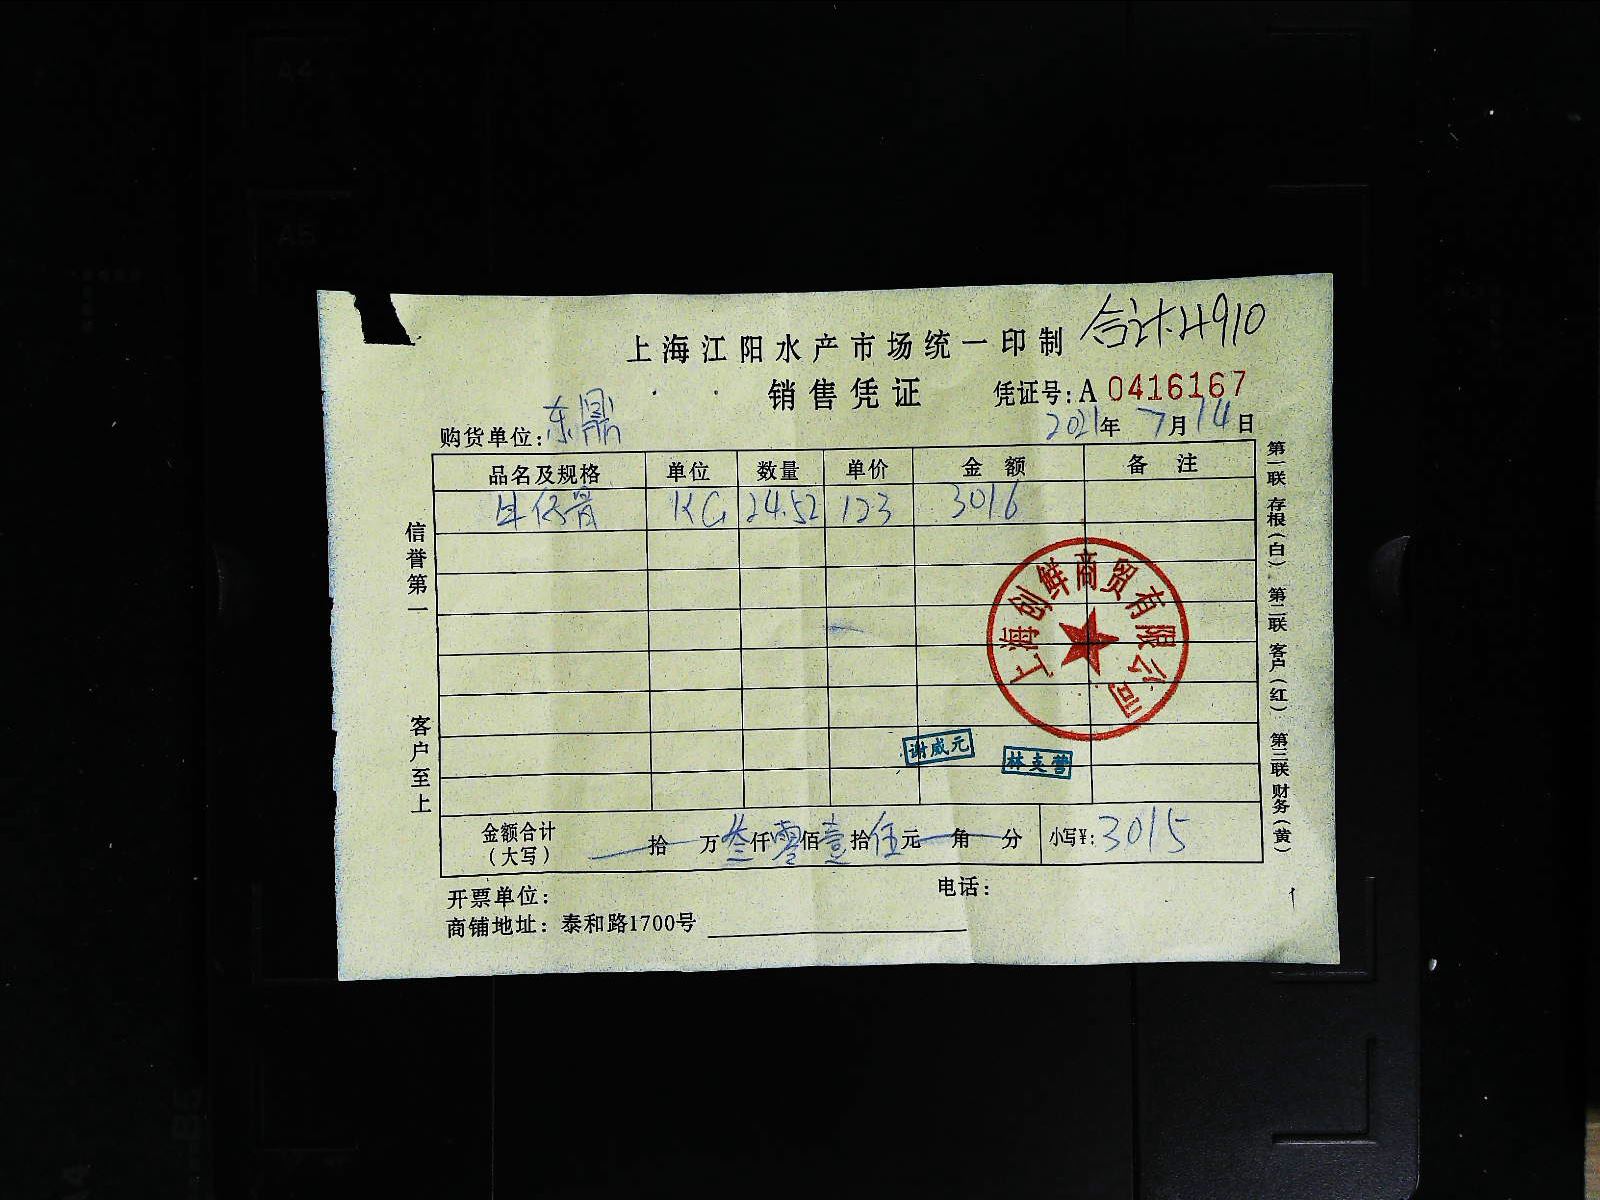 合计4910
上海江阳水产市场统一印制
销售凭证
凭证号:A 0416167
购货单位:东鼎
2021年 7月14日
品名及规格 单位 数量 单价 金额 备注
牛仔骨 KG 24.52 123 3016
信誉第一
客户至上
上海创鲜商贸有限公司
谢威元
金额合计(大写) 拾 万叁仟零佰壹拾伍元 角 分 小写¥:3015
开票单位: 电话:
商铺地址:泰和路1700号
第一联 存根(白) 第二联 客户(红) 第三联 财务(黄)